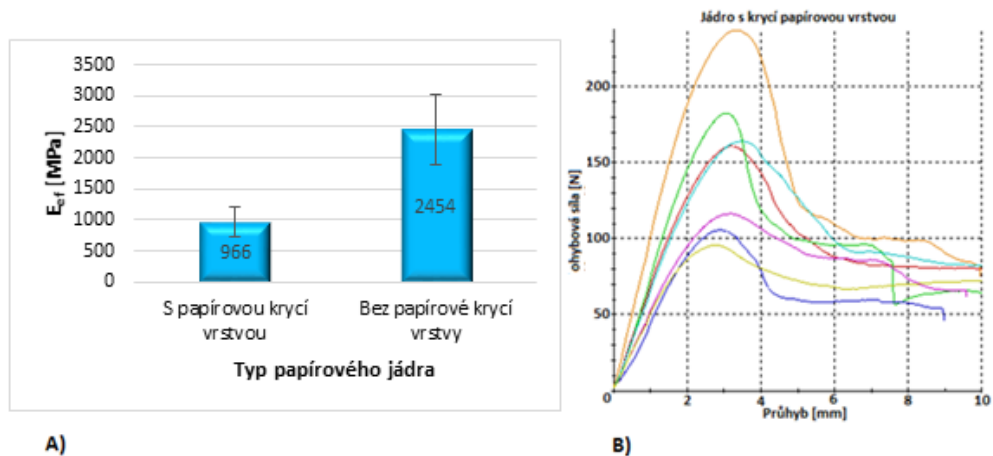 3500
3000
2500
2000
1500
1000
500
0
E_ef [MPa]
966
2454
S papírovou krycí
vrstvou
Bez papírové krycí
vrstvy
Typ papírového jádra
A)
Jádro s krycí papírovou vrstvou
200
150
100
50
ohybová síla [N]
0 2 4 6 8 10
Průhyb [mm]
B)